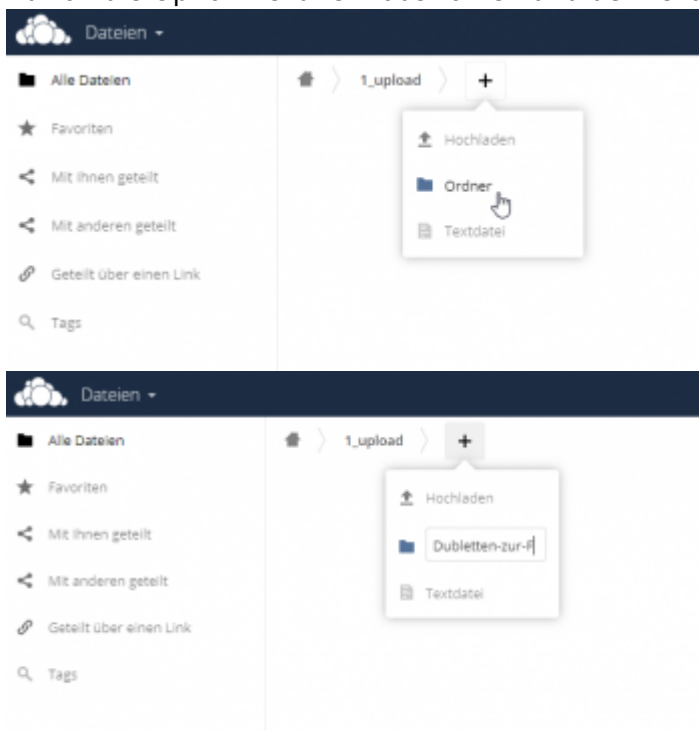 Dateien
Alle Dateien
1_upload
+
Favoriten
Hochladen
Mit Ihnen geteilt
Ordner
Mit anderen geteilt
Textdatei
Geteilt über einen Link
Tags
Dateien
Alle Dateien
1_upload
+
Favoriten
Hochladen
Mit Ihnen geteilt
Dubletten-zur-F
Mit anderen geteilt
Textdatei
Geteilt über einen Link
Tags